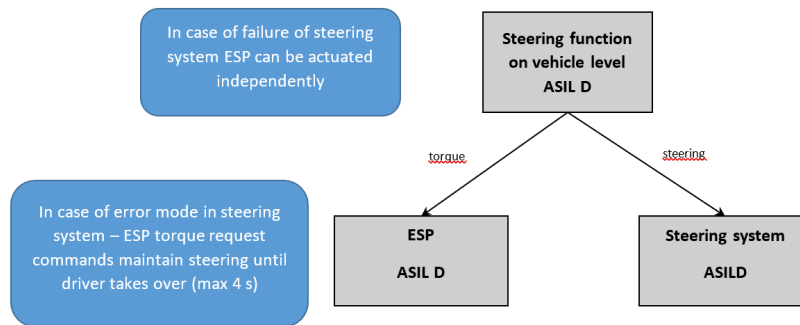 In case of failure of steering
system ESP can be actuated
independently
Steering function
on vehicle level
ASIL D
torque
steering
In case of error mode in steering
system – ESP torque request
commands maintain steering until
driver takes over (max 4 s)
ESP
ASIL D
Steering system
ASILD